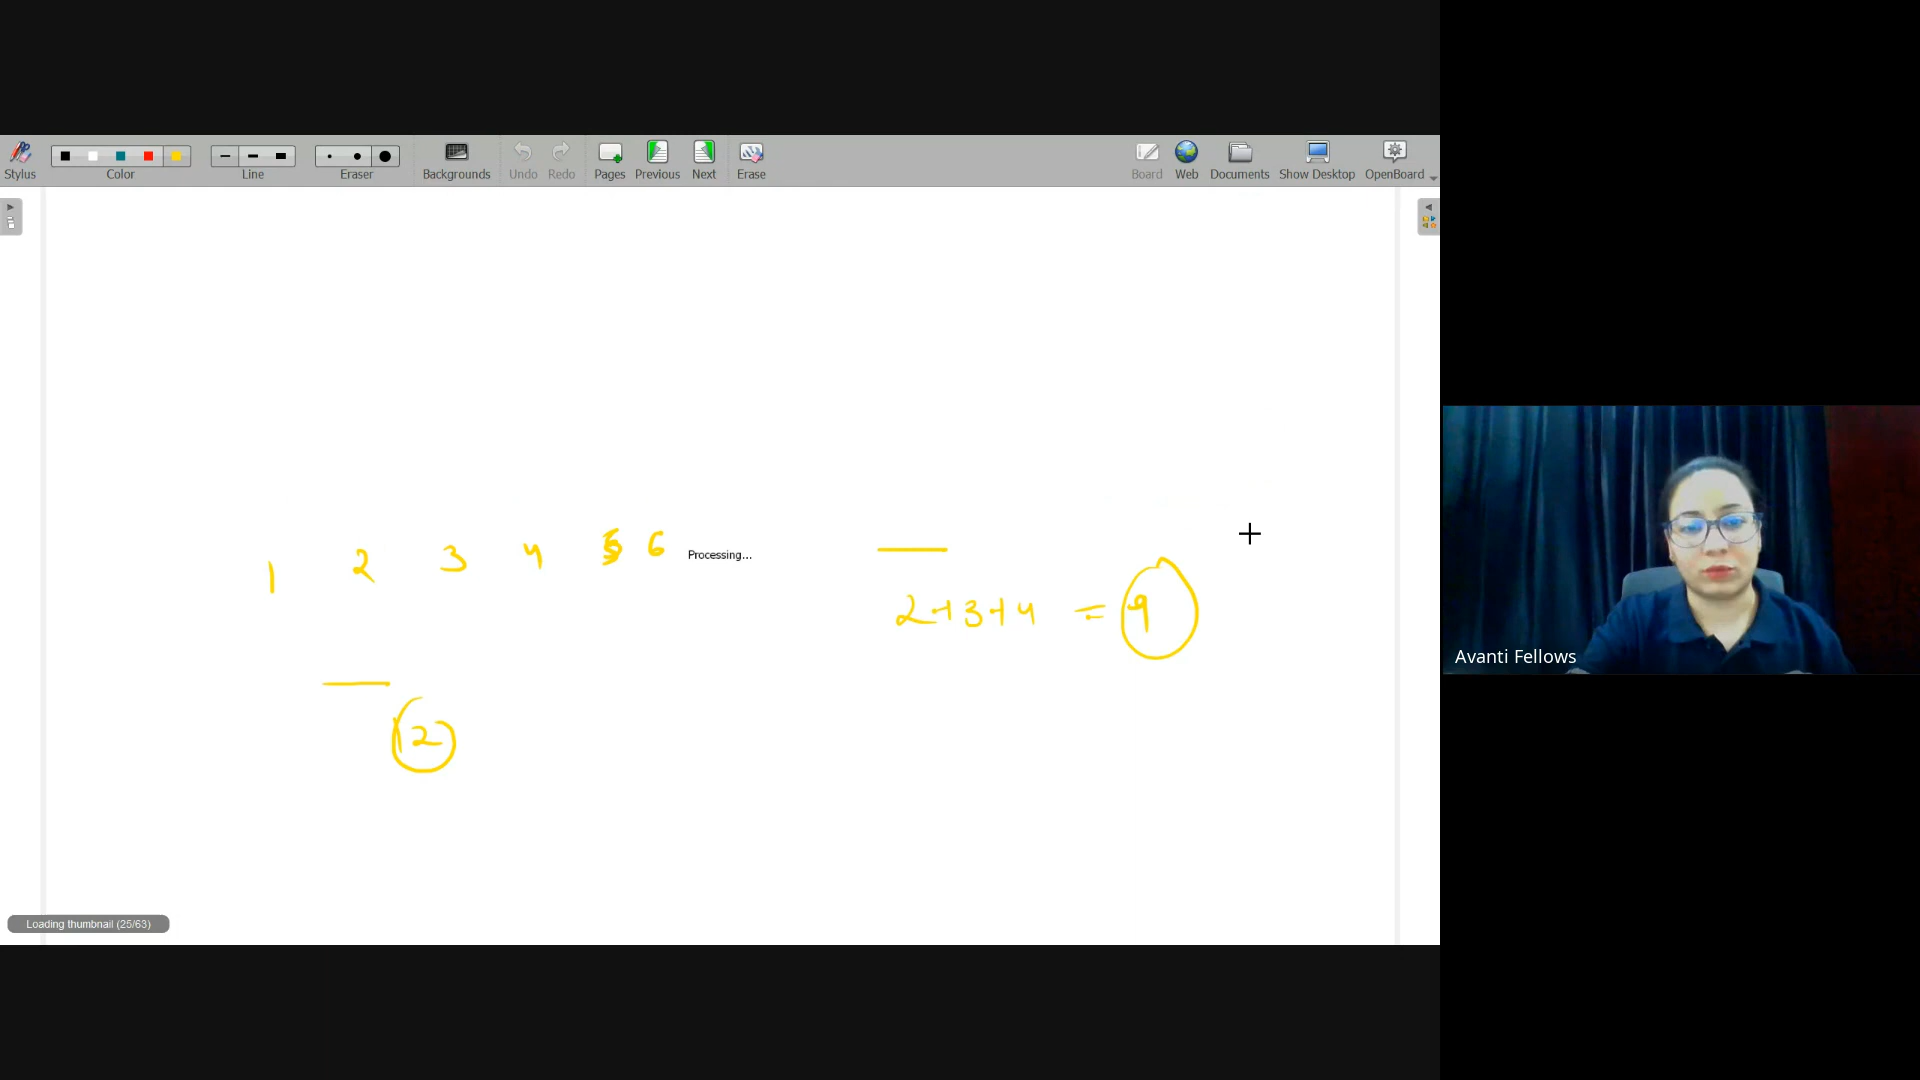 Stylus
Color
Line
Eraser
Backgrounds
Undo Redo
Pages Previous Next
Erase
Board Web Documents Show Desktop OpenBoard
1 2 3 4 5 6
Processing...
2+3+4 = 9
12
Loading thumbnail (25/63)
Avanti Fellows